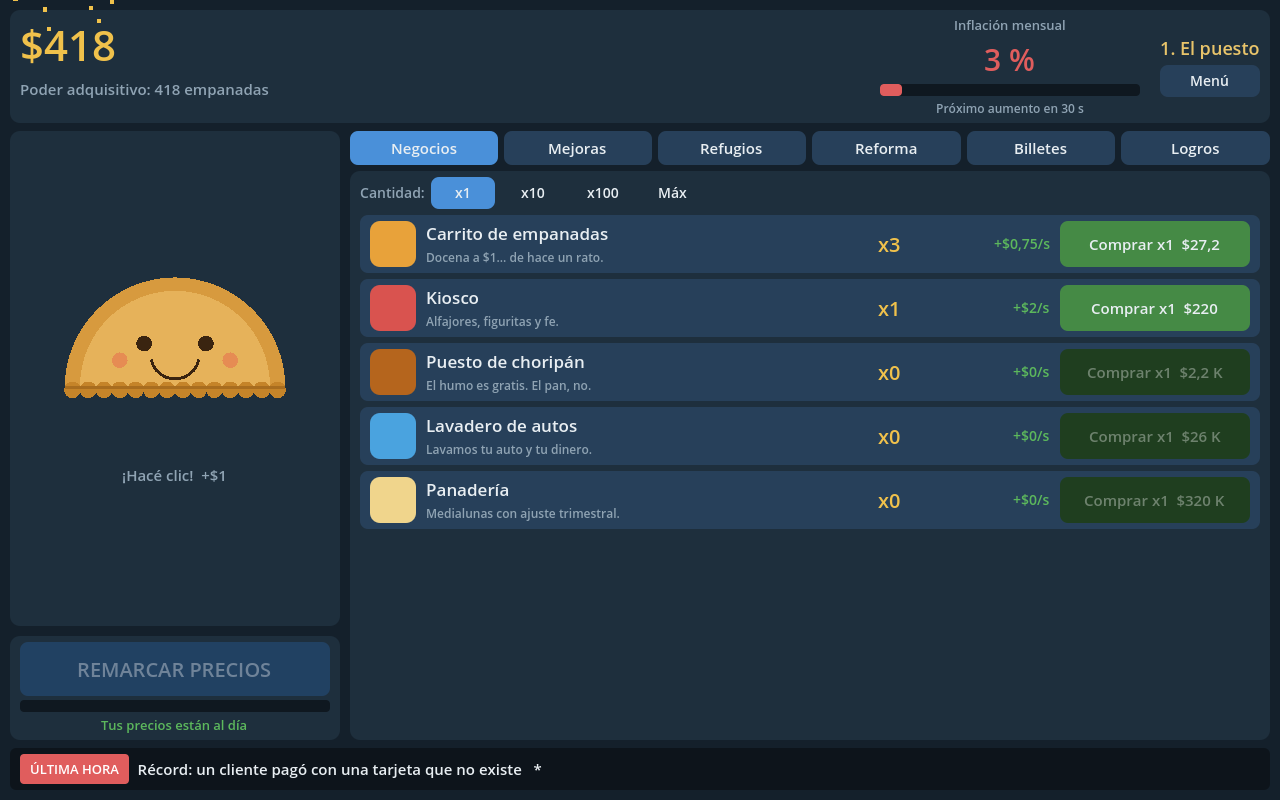 $418
Poder adquisitivo: 418 empanadas
Inflación mensual
3 %
Próximo aumento en 30 s
1. El puesto
Menú
Negocios
Mejoras
Refugios
Reforma
Billetes
Logros
Cantidad:
x1
x10
x100
Máx
Carrito de empanadas
Docena a $1... de hace un rato.
x3
+$0,75/s
Comprar x1 $27,2
Kiosco
Alfajores, figuritas y fe.
x1
+$2/s
Comprar x1 $220
Puesto de choripán
El humo es gratis. El pan, no.
x0
+$0/s
Comprar x1 $2,2 K
Lavadero de autos
Lavamos tu auto y tu dinero.
x0
+$0/s
Comprar x1 $26 K
Panadería
Medialunas con ajuste trimestral.
x0
+$0/s
Comprar x1 $320 K
¡Hacé clic! +$1
REMARCAR PRECIOS
Tus precios están al día
ÚLTIMA HORA
Récord: un cliente pagó con una tarjeta que no existe *